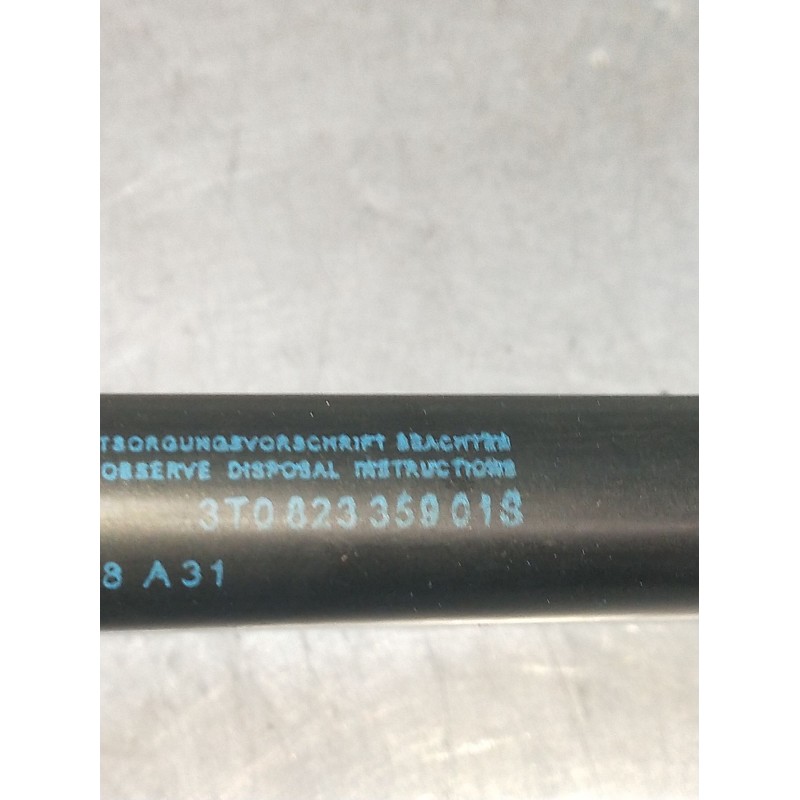 TSORGUNGSVORSCHRIFT BEACHTEN
OBSERVE DISPOSAL INSTRUCTIONS
3T0 823 359 01S
8 A31